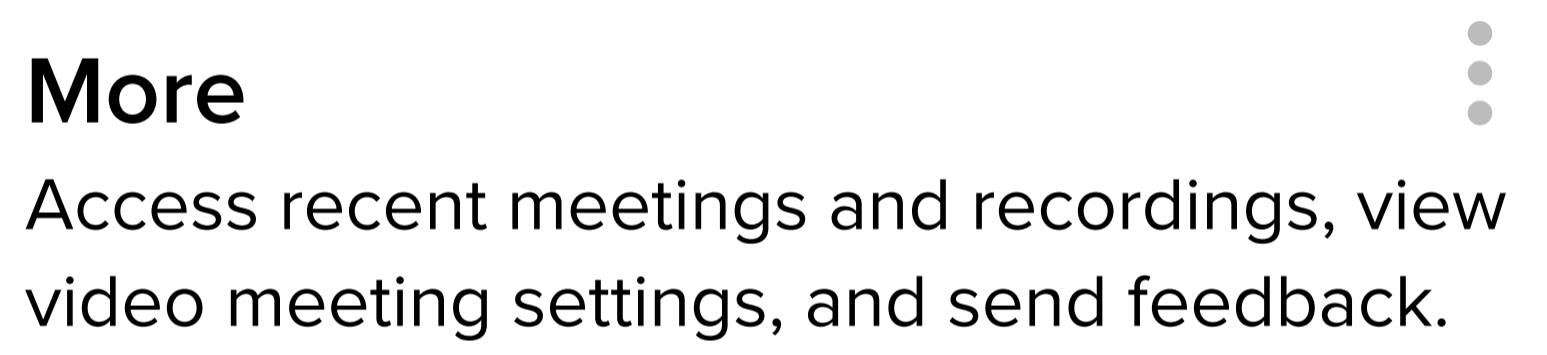 More
Access recent meetings and recordings, view
video meeting settings, and send feedback.